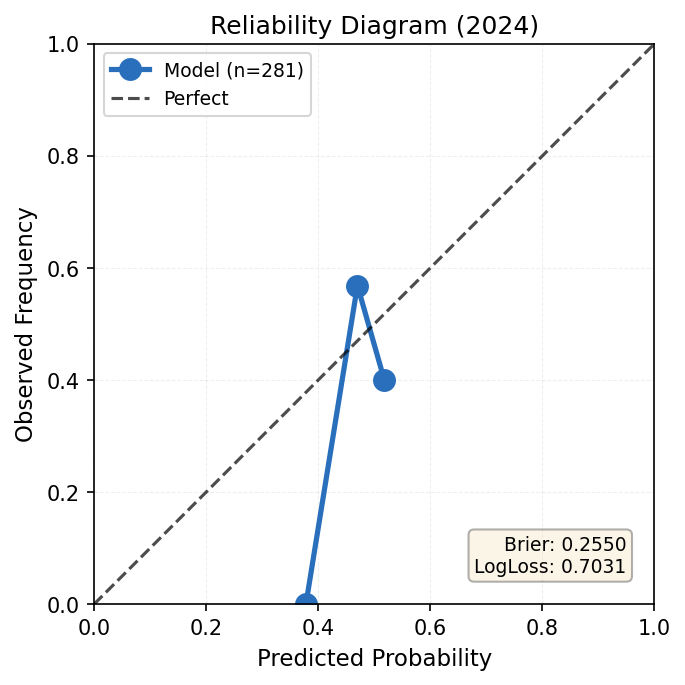 Reliability Diagram (2024)
Model (n=281)
Perfect
Observed Frequency
1.0
0.8
0.6
0.4
0.2
0.0
Brier: 0.2550
LogLoss: 0.7031
0.0 0.2 0.4 0.6 0.8 1.0
Predicted Probability